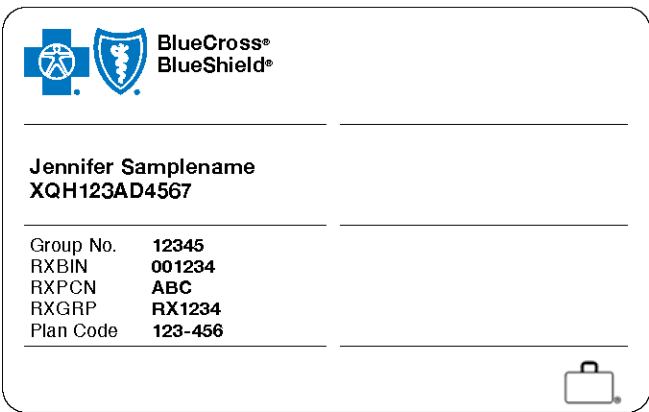 BlueCross®
BlueShield®
Jennifer Samplename
XQH123AD4567
Group No. 12345
RXBIN 001234
RXPCN ABC
RXGRP RX1234
Plan Code 123-456